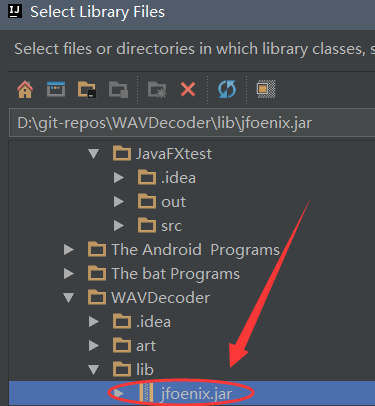 Select Library Files
Select files or directories in which library classes, s
D:\git-repos\WAVDecoder\lib\jfoenix.jar
JavaFXtest
.idea
out
src
The Android  Programs
The bat Programs
WAVDecoder
.idea
art
lib
jfoenix.jar